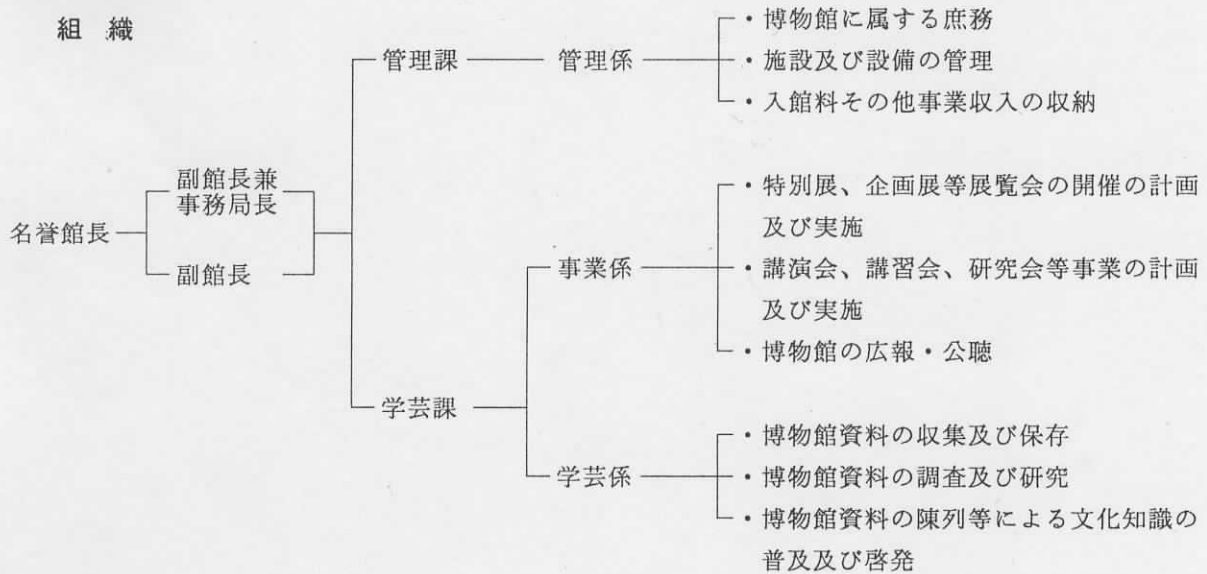 組 織
名誉館長
副館長兼
事務局長
副館長
管理課
管理係
・博物館に属する庶務
・施設及び設備の管理
・入館料その他事業収入の収納
学芸課
事業係
・特別展、企画展等展覧会の開催の計画
及び実施
・講演会、講習会、研究会等事業の計画
及び実施
・博物館の広報・公聴
学芸係
・博物館資料の収集及び保存
・博物館資料の調査及び研究
・博物館資料の陳列等による文化知識の
普及及び啓発